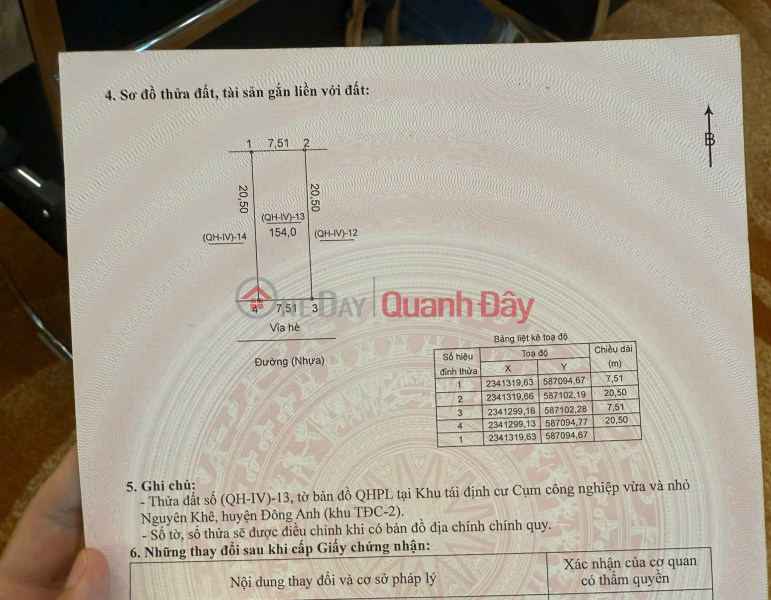 4. Sơ đồ thửa đất, tài sản gắn liền với đất:
1 7,51 2
B
20,50 20,50
(QH-IV)-13
(QH-IV)-14 154,0 (QH-IV)-12
ONEDAY Quanh Đây
4 7,51 3
Vỉa hè
Đường (Nhựa)
Bảng liệt kê toạ độ
Số hiệu đỉnh thửa Toạ độ Chiều dài (m)
X Y
1 2341319,63 587094,67 7,51
2 2341319,66 587102,19 20,50
3 2341299,16 587102,28 7,51
4 2341299,13 587094,77 20,50
1 2341319,63 587094,67
5. Ghi chú:
- Thửa đất số (QH-IV)-13, tờ bản đồ QHPL tại Khu tái định cư Cụm công nghiệp vừa và nhỏ
Nguyên Khê, huyện Đông Anh (khu TĐC-2).
- Số tờ, số thửa sẽ được điều chỉnh khi có bản đồ địa chính chính quy.
6. Những thay đổi sau khi cấp Giấy chứng nhận:
Nội dung thay đổi và cơ sở pháp lý
Xác nhận của cơ quan
có thẩm quyền